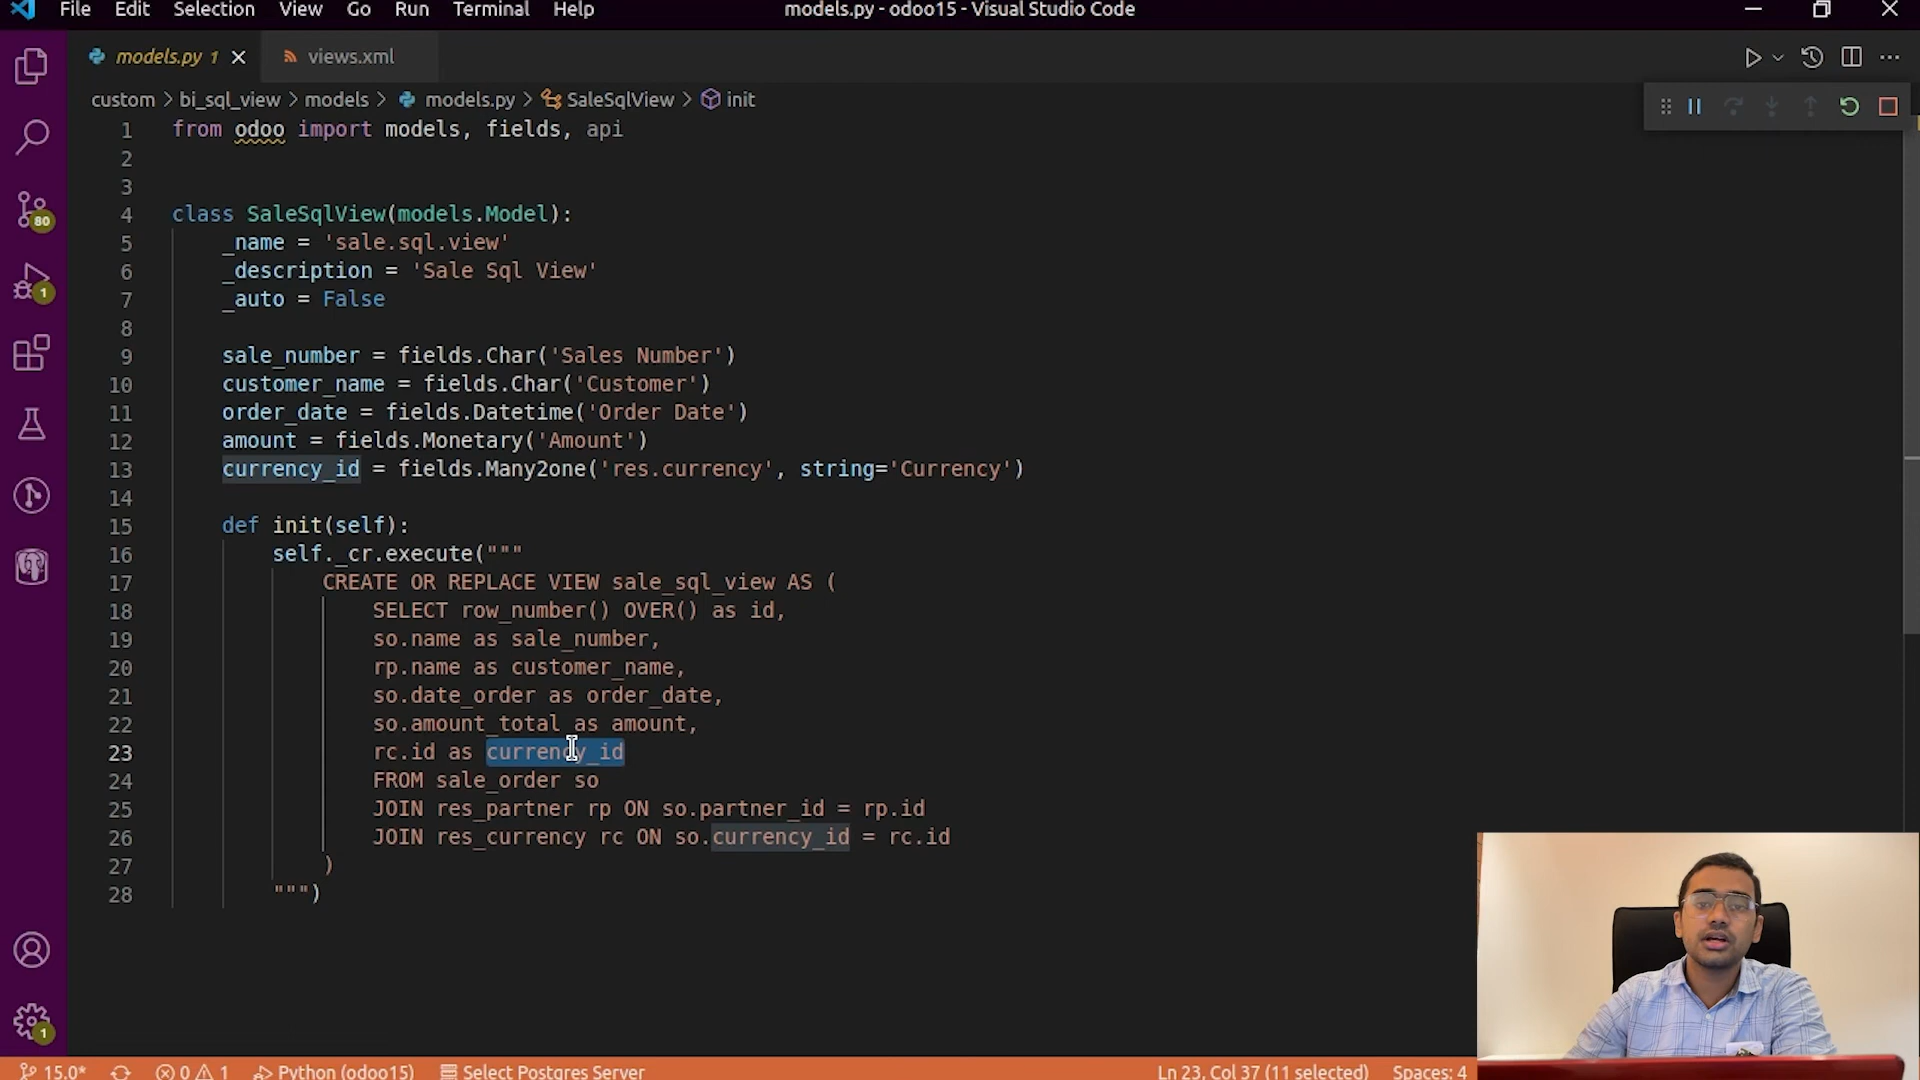 File Edit Selection View Go Run Terminal Help models.py - odoo15 - Visual Studio Code
models.py 1 views.xml
custom > bi_sql_view > models > models.py > SaleSqlView > init
1 from odoo import models, fields, api
2
3
4 class SaleSqlView(models.Model):
5 _name = 'sale.sql.view'
6 _description = 'Sale Sql View'
7 _auto = False
8
9 sale_number = fields.Char('Sales Number')
10 customer_name = fields.Char('Customer')
11 order_date = fields.Datetime('Order Date')
12 amount = fields.Monetary('Amount')
13 currency_id = fields.Many2one('res.currency', string='Currency')
14
15 def init(self):
16 self._cr.execute("""
17 CREATE OR REPLACE VIEW sale_sql_view AS (
18 SELECT row_number() OVER() as id,
19 so.name as sale_number,
20 rp.name as customer_name,
21 so.date_order as order_date,
22 so.amount_total as amount,
23 rc.id as currency_id
24 FROM sale_order so
25 JOIN res_partner rp ON so.partner_id = rp.id
26 JOIN res_currency rc ON so.currency_id = rc.id
27 )
28 """)
80
1
1
15.0* 0 1 Python (odoo15) Select Postgres Server Ln 23, Col 37 (11 selected) Spaces: 4